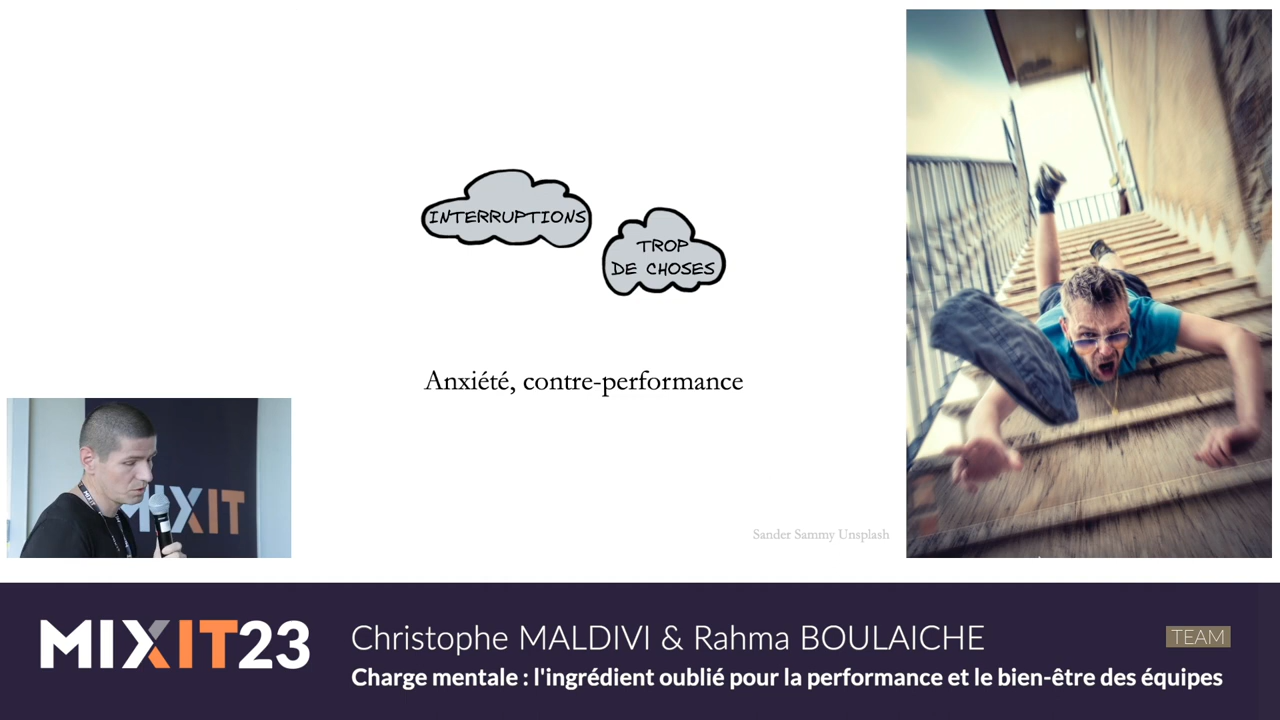 INTERRUPTIONS
TROP
DE CHOSES
Anxiété, contre-performance
Sander Sammy Unsplash
MIXIT
MIXIT23
Christophe MALDIVI & Rahma BOULAICHE
TEAM
Charge mentale : l'ingrédient oublié pour la performance et le bien-être des équipes